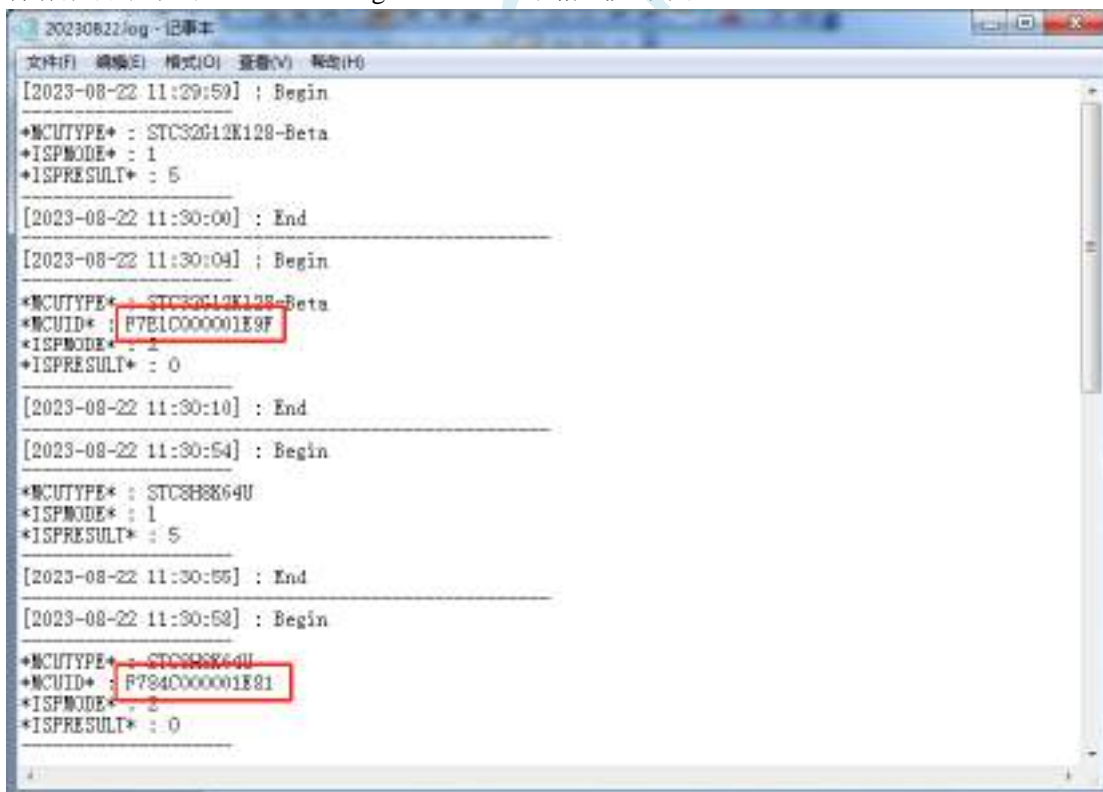 20230822.log - 记事本
文件(F) 编辑(E) 格式(O) 查看(V) 帮助(H)
[2023-08-22 11:29:59] : Begin
--------------------
*MCUTYPE* : STC32G12K128-Beta
*ISPMODE* : 1
*ISPRESULT* : 5
--------------------
[2023-08-22 11:30:00] : End
--------------------------------------------------
[2023-08-22 11:30:04] : Begin
--------------------
*MCUTYPE* : STC32G12K128-Beta
*MCUID* : F7E1C000001E9F
*ISPMODE* : 2
*ISPRESULT* : 0
--------------------
[2023-08-22 11:30:10] : End
--------------------------------------------------
[2023-08-22 11:30:54] : Begin
--------------------
*MCUTYPE* : STC8H8K64U
*ISPMODE* : 1
*ISPRESULT* : 5
--------------------
[2023-08-22 11:30:55] : End
--------------------------------------------------
[2023-08-22 11:30:58] : Begin
--------------------
*MCUTYPE* : STC8H8K64U
*MCUID* : F784C000001E81
*ISPMODE* : 2
*ISPRESULT* : 0
--------------------